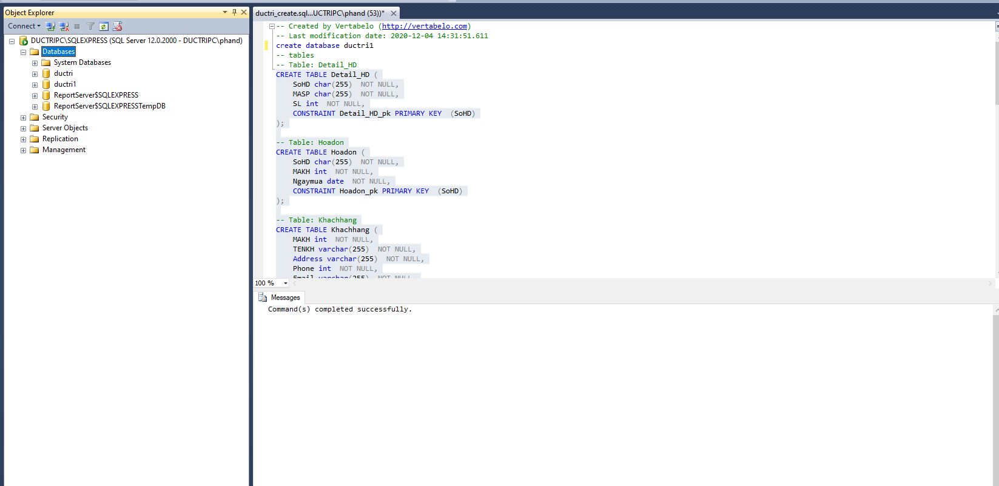 Object Explorer
Connect
DUCTRIPC\SQLEXPRESS (SQL Server 12.0.2000 - DUCTRIPC\phand)
Databases
System Databases
ductri
ductri1
ReportServer$SQLEXPRESS
ReportServer$SQLEXPRESSTempDB
Security
Server Objects
Replication
Management
ductri_create.sql...UCTRIPC\phand (53))*
-- Created by Vertabelo (http://vertabelo.com)
-- Last modification date: 2020-12-04 14:31:51.611
create database ductri1
-- tables
-- Table: Detail_HD
CREATE TABLE Detail_HD (
SoHD char(255)  NOT NULL,
MASP char(255)  NOT NULL,
SL int  NOT NULL,
CONSTRAINT Detail_HD_pk PRIMARY KEY  (SoHD)
);
-- Table: Hoadon
CREATE TABLE Hoadon (
SoHD char(255)  NOT NULL,
MAKH int  NOT NULL,
Ngaymua date  NOT NULL,
CONSTRAINT Hoadon_pk PRIMARY KEY  (SoHD)
);
-- Table: Khachhang
CREATE TABLE Khachhang (
MAKH int  NOT NULL,
TENKH varchar(255)  NOT NULL,
Address varchar(255)  NOT NULL,
Phone int  NOT NULL,
Email varchar(255)  NOT NULL,
100 %
Messages
Command(s) completed successfully.